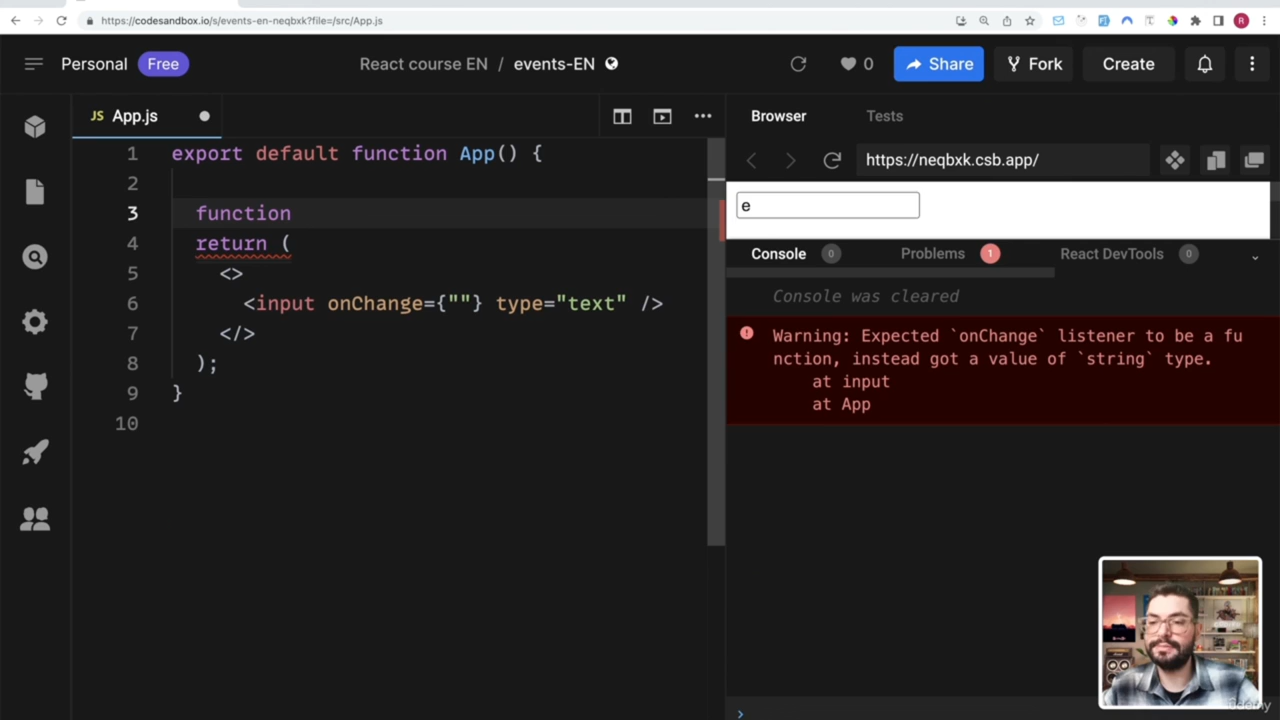 https://codesandbox.io/s/events-en-neqbxk?file=/src/App.js
Personal Free React course EN / events-EN 0 Share Fork Create
JS App.js
1 export default function App() {
2
3 function
4 return (
5 <>
6 <input onChange={""} type="text" />
7 </>
8 );
9 }
10
Browser Tests
https://neqbxk.csb.app/
e
Console 0 Problems 1 React DevTools 0
Console was cleared
Warning: Expected `onChange` listener to be a fu
nction, instead got a value of `string` type.
at input
at App
›